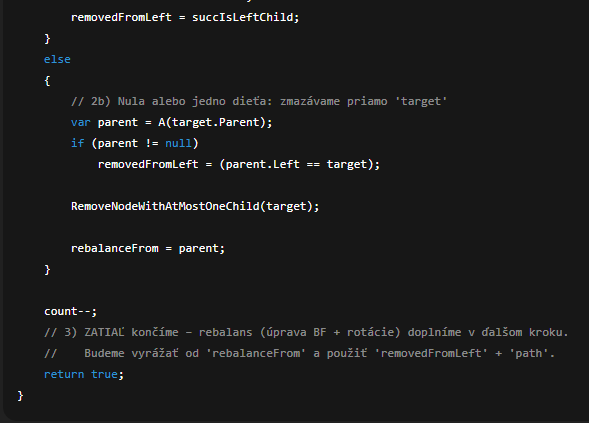 removedFromLeft = succIsLeftChild;
}
else
{
// 2b) Nula alebo jedno dieťa: zmazávame priamo 'target'
var parent = A(target.Parent);
if (parent != null)
removedFromLeft = (parent.Left == target);
RemoveNodeWithAtMostOneChild(target);
rebalanceFrom = parent;
}
count--;
// 3) ZATIAĽ končíme – rebalans (úprava BF + rotácie) doplníme v ďalšom kroku.
//    Budeme vyrážať od 'rebalanceFrom' a použiť 'removedFromLeft' + 'path'.
return true;
}